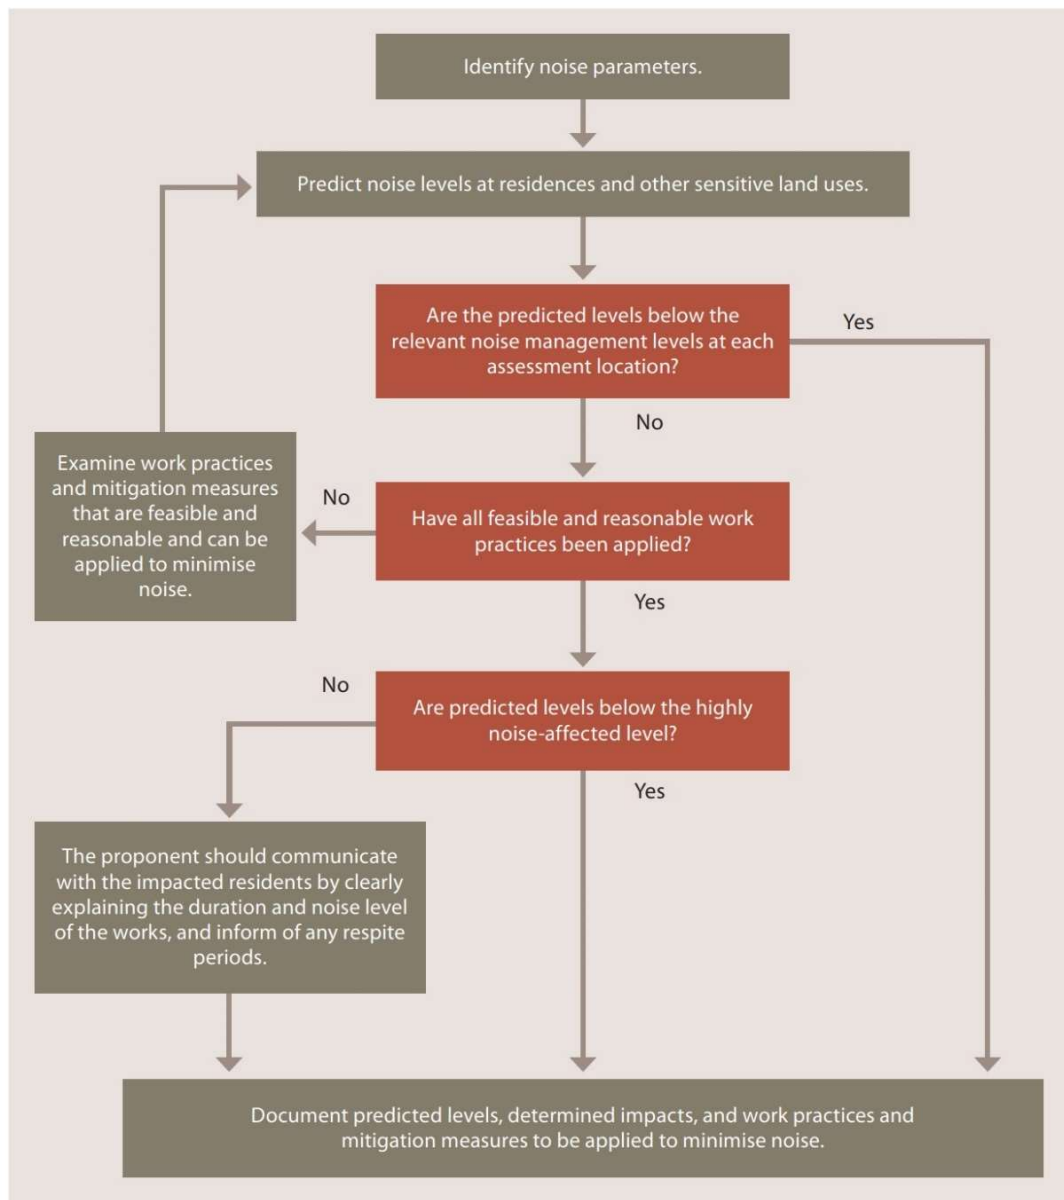 Identify noise parameters.
Predict noise levels at residences and other sensitive land uses.
Are the predicted levels below the
relevant noise management levels at each
assessment location?
Yes
No
Examine work practices
and mitigation measures
that are feasible and
reasonable and can be
applied to minimise
noise.
No
Have all feasible and reasonable work
practices been applied?
Yes
No
Are predicted levels below the highly
noise-affected level?
Yes
The proponent should communicate
with the impacted residents by clearly
explaining the duration and noise level
of the works, and inform of any respite
periods.
Document predicted levels, determined impacts, and work practices and
mitigation measures to be applied to minimise noise.